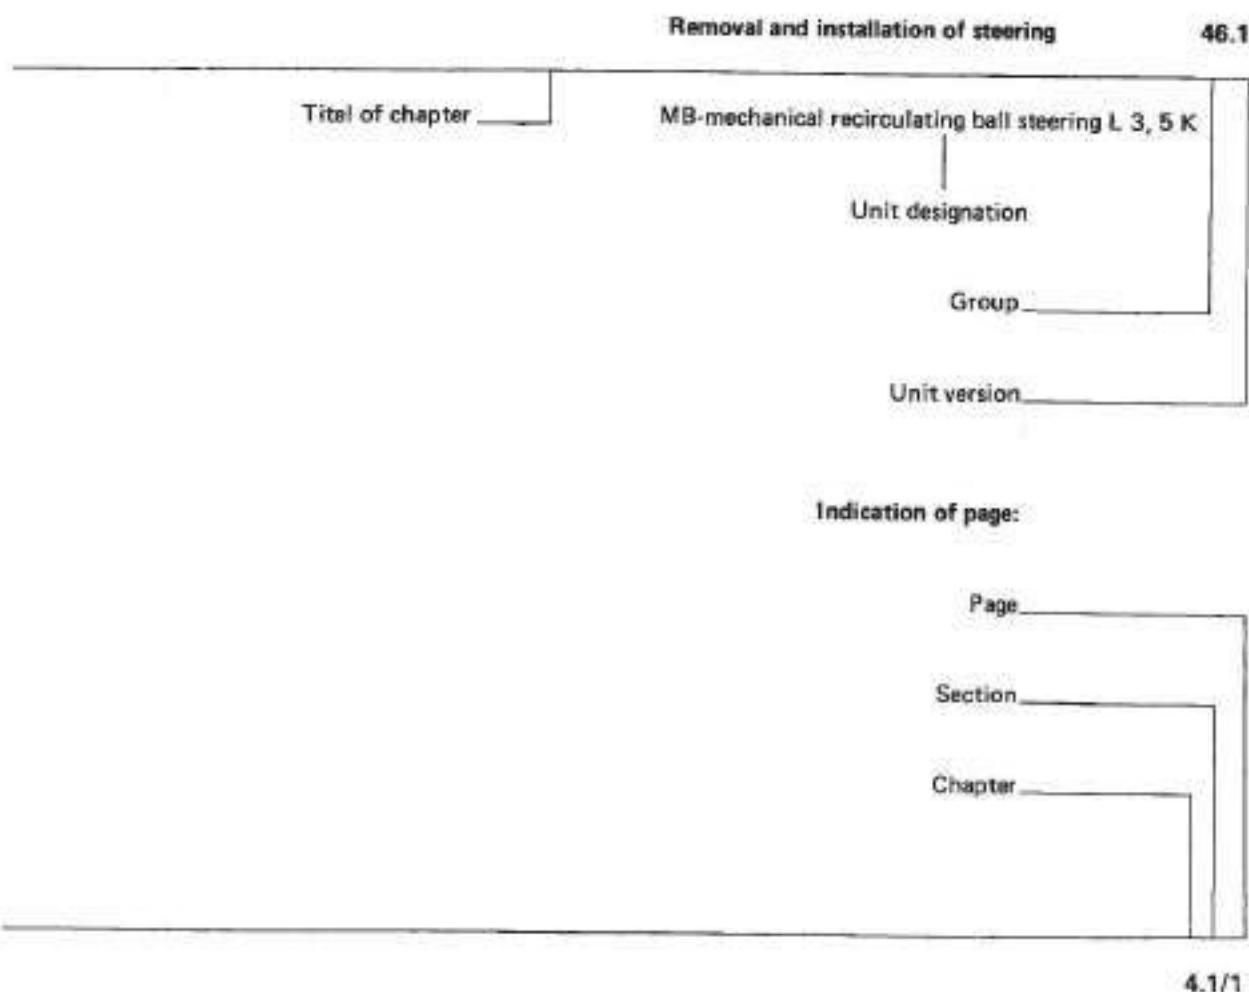 Removal and installation of steering 46.1
Titel of chapter
MB-mechanical recirculating ball steering L 3, 5 K
Unit designation
Group
Unit version
Indication of page:
Page
Section
Chapter
4.1/1